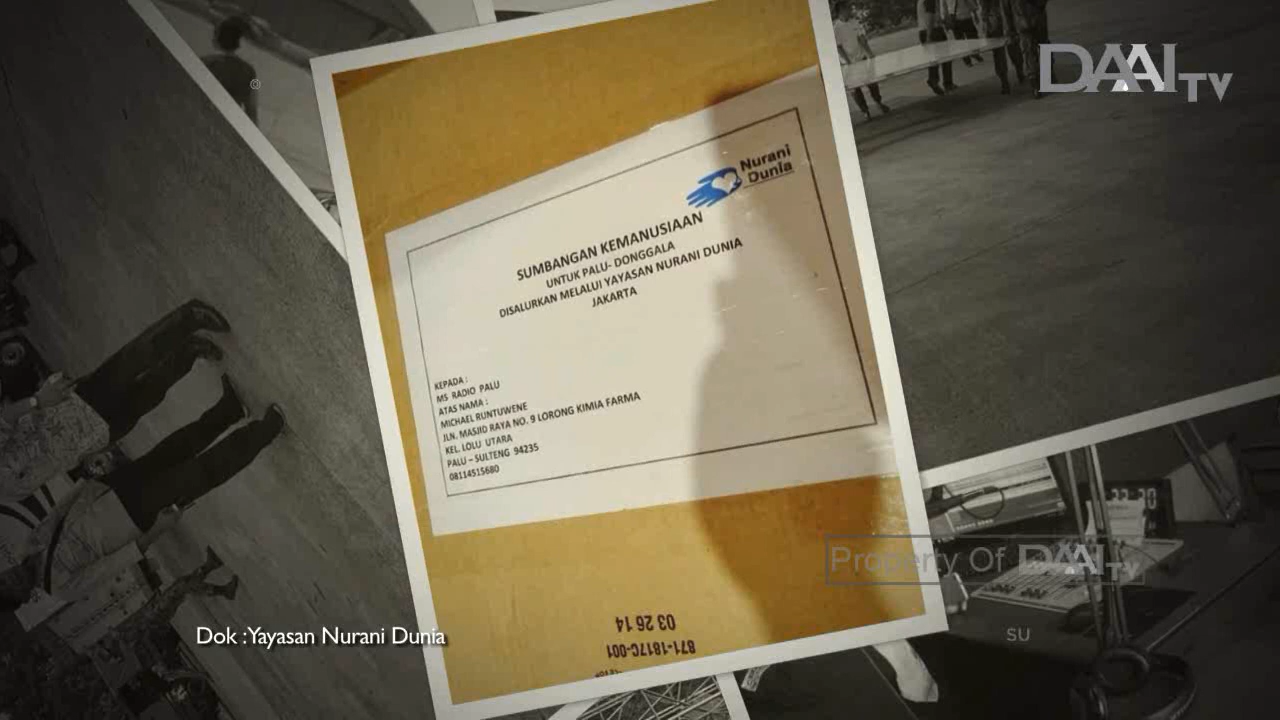 DAAI TV
Nurani
Dunia
SUMBANGAN KEMANUSIAAN
UNTUK PALU- DONGGALA
DISALURKAN MELALUI YAYASAN NURANI DUNIA
JAKARTA
KEPADA :
MS RADIO PALU
ATAS NAMA :
MICHAEL RUNTUWENE
JLN. MASJID RAYA NO. 9 LORONG KIMIA FARMA
KEL. LOLU UTARA
PALU – SULTENG 94235
08114515680
Property Of DAAI TV
03 26 14
871-1817C-001
Dok : Yayasan Nurani Dunia
SU